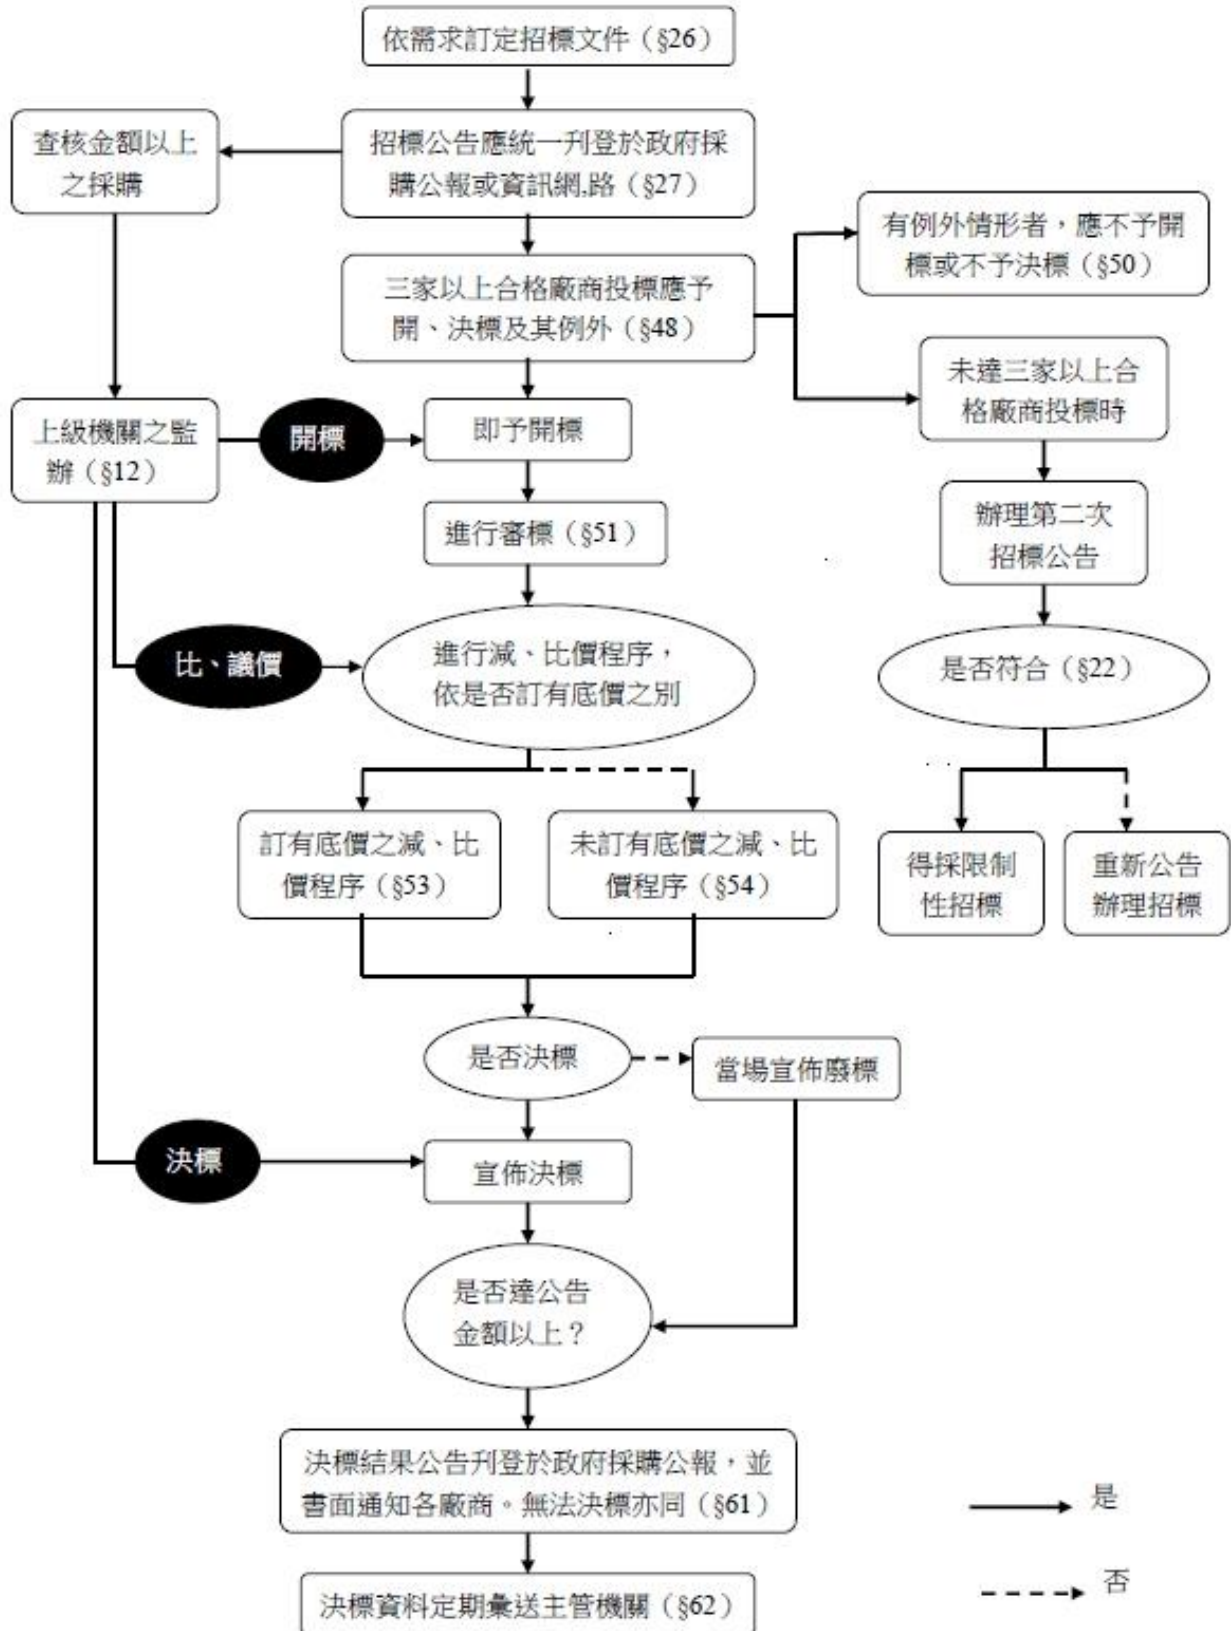 依需求訂定招標文件（§26）
查核金額以上
之採購
招標公告應統一刋登於政府採
購公報或資訊網,路（§27）
有例外情形者，應不予開
標或不予決標（§50）
三家以上合格廠商投標應予
開、決標及其例外（§48）
未達三家以上合
格廠商投標時
上級機關之監
辦（§12）
開標
即予開標
辦理第二次
招標公告
進行審標（§51）
比、議價
進行减、比價程序，
依是否訂有底價之別
是否符合（§22）
訂有底價之減、比
價程序（§53）
未訂有底價之減、比
價程序（§54）
得採限制
性招標
重新公告
辦理招標
是否決標
當場宣佈廢標
決標
宣佈決標
是否達公告
金額以上？
決標結果公告刊登於政府採購公報，並
書面通知各廠商。無法決標亦同（§61）
是
否
決標資料定期彙送主管機關（§62）